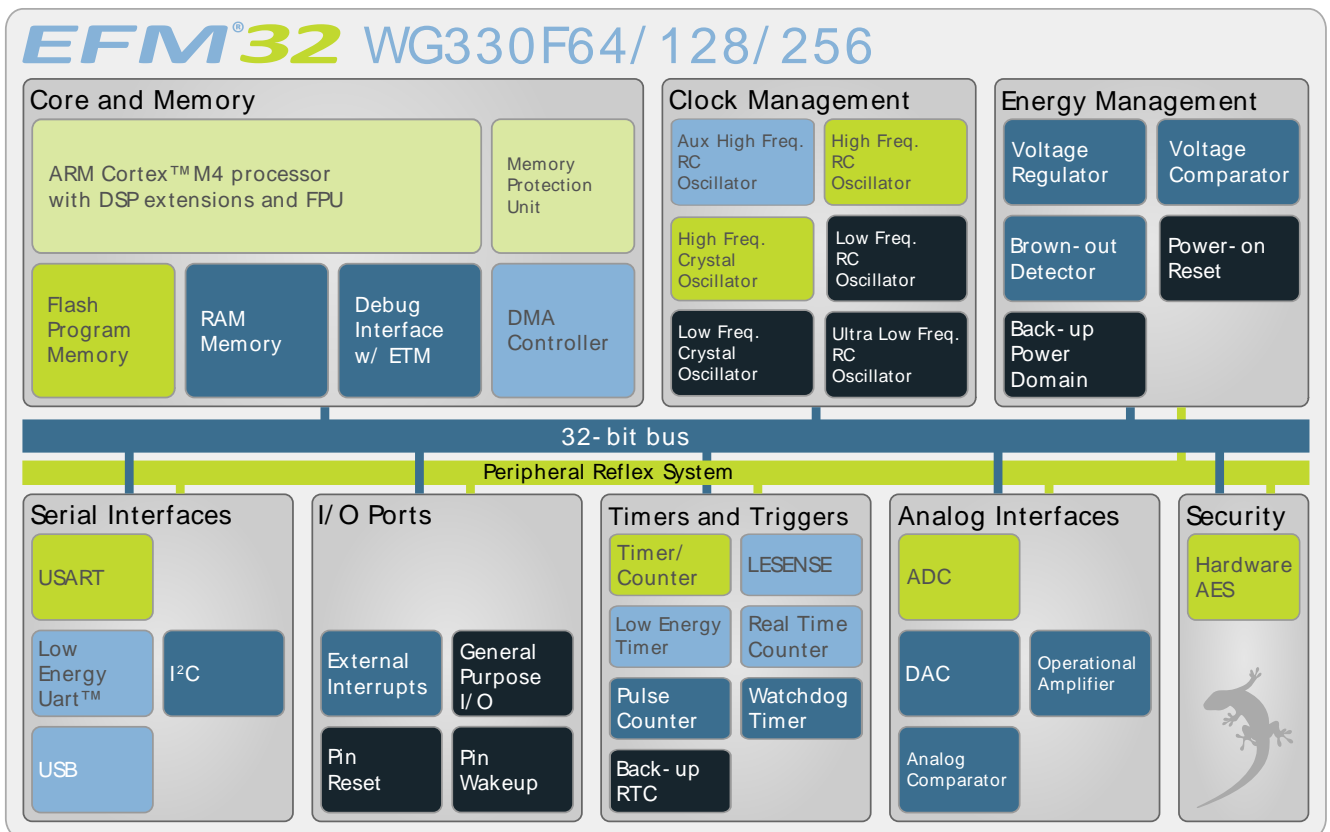 EFM®32 WG330F64/128/256
Core and Memory
ARM Cortex™ M4 processor
with DSP extensions and FPU
Memory
Protection
Unit
Flash
Program
Memory
RAM
Memory
Debug
Interface
w/ ETM
DMA
Controller
Clock Management
Aux High Freq.
RC
Oscillator
High Freq.
RC
Oscillator
High Freq.
Crystal
Oscillator
Low Freq.
RC
Oscillator
Low Freq.
Crystal
Oscillator
Ultra Low Freq.
RC
Oscillator
Energy Management
Voltage
Regulator
Voltage
Comparator
Brown-out
Detector
Power-on
Reset
Back-up
Power
Domain
32-bit bus
Peripheral Reflex System
Serial Interfaces
USART
Low
Energy
Uart™
I²C
USB
I/O Ports
External
Interrupts
General
Purpose
I/O
Pin
Reset
Pin
Wakeup
Timers and Triggers
Timer/
Counter
LESENSE
Low Energy
Timer
Real Time
Counter
Pulse
Counter
Watchdog
Timer
Back-up
RTC
Analog Interfaces
ADC
DAC
Operational
Amplifier
Analog
Comparator
Security
Hardware
AES